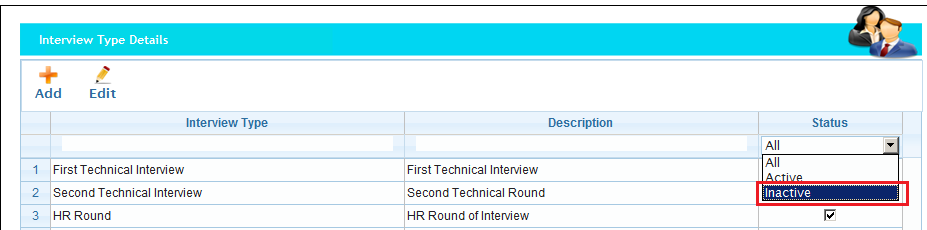 Interview Type Details
Add Edit
Interview Type Description Status
All
All
Active
1 First Technical Interview First Technical Interview
Inactive
2 Second Technical Interview Second Technical Round
3 HR Round HR Round of Interview